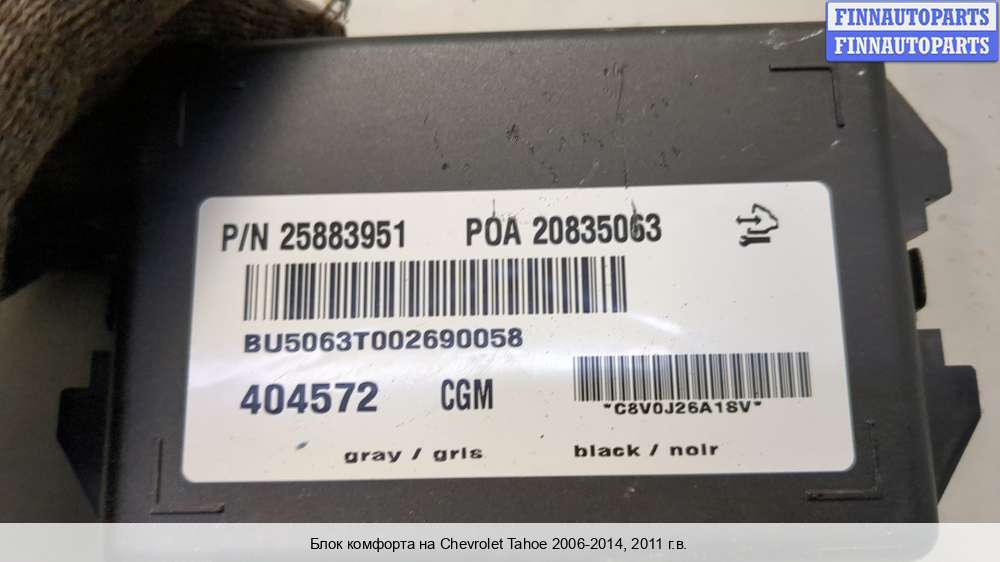 FINNAUTOPARTS
FINNAUTOPARTS
P/N 25883951 POA 20835063
BU5063T002690058
404572 CGM
*C8V0J26A1SV*
gray / gris black / noir
Блок комфорта на Chevrolet Tahoe 2006-2014, 2011 г.в.